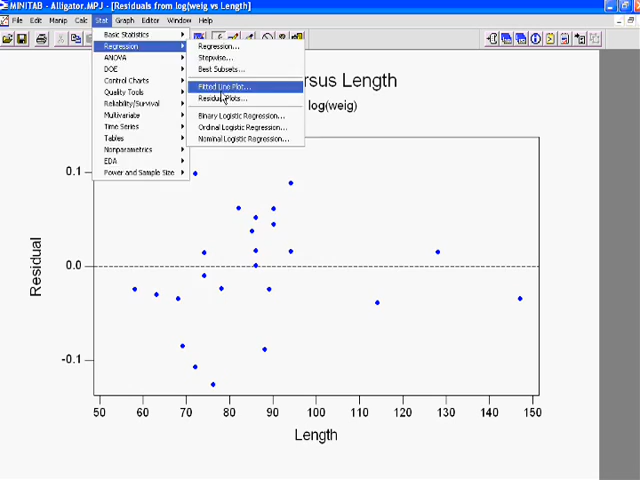 MINITAB - Alligator.MPJ - [Residuals from log(weig vs Length]
File Edit Manip Calc Stat Graph Editor Window Help
Basic Statistics
Regression
ANOVA
DOE
Control Charts
Quality Tools
Reliability/Survival
Multivariate
Time Series
Tables
Nonparametrics
EDA
Power and Sample Size
Regression...
Stepwise...
Best Subsets...
Fitted Line Plot...
Residual Plots...
Binary Logistic Regression...
Ordinal Logistic Regression...
Nominal Logistic Regression...
rsus Length
log(weig)
0.1
0.0
-0.1
Residual
50 60 70 80 90 100 110 120 130 140 150
Length